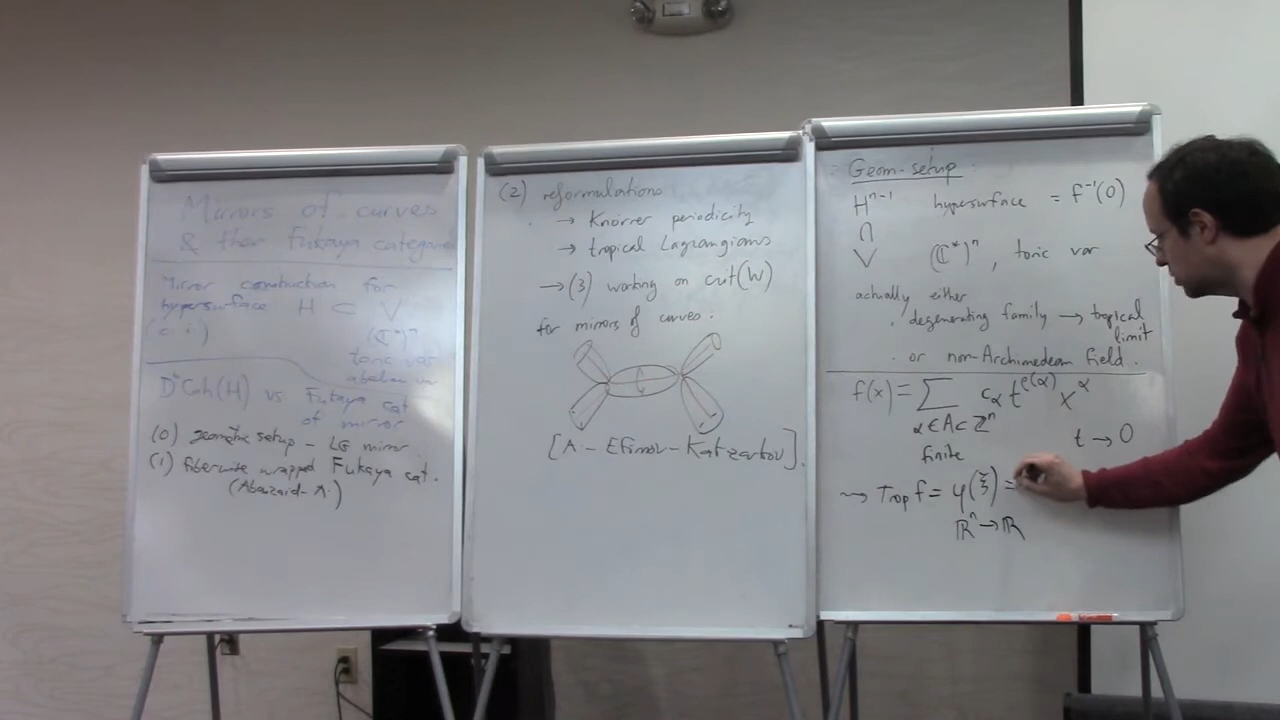 Mirrors of curves
& their Fukaya categories
Mirror construction for
hypersurface H ⊂ V
(c.i.)
(ℂ*)ⁿ
toric var
abelian var
DᵇCoh(H) vs. Fukaya cat
of mirror
(0) geometric setup – LG mirror
(1) fiberwise wrapped Fukaya cat.
(Abouzaid-A.)
(2) reformulations
→ Knörrer periodicity
→ tropical Lagrangians
→ (3) working on crit(W)
for mirrors of curves:
[A.-Efimov-Katzarkov].
Geom. setup.
Hⁿ⁻¹ hypersurface = f⁻¹(0)
∩
V (ℂ*)ⁿ, toric var
actually either
. degenerating family → tropical
limit
. or non-Archimedean field.
f(x) = ∑ c_α t^{ρ(α)} x^α
α∈A⊂ℤⁿ
finite
t → 0
⇝ Trop f = φ(ξ) =
ℝⁿ→ℝ